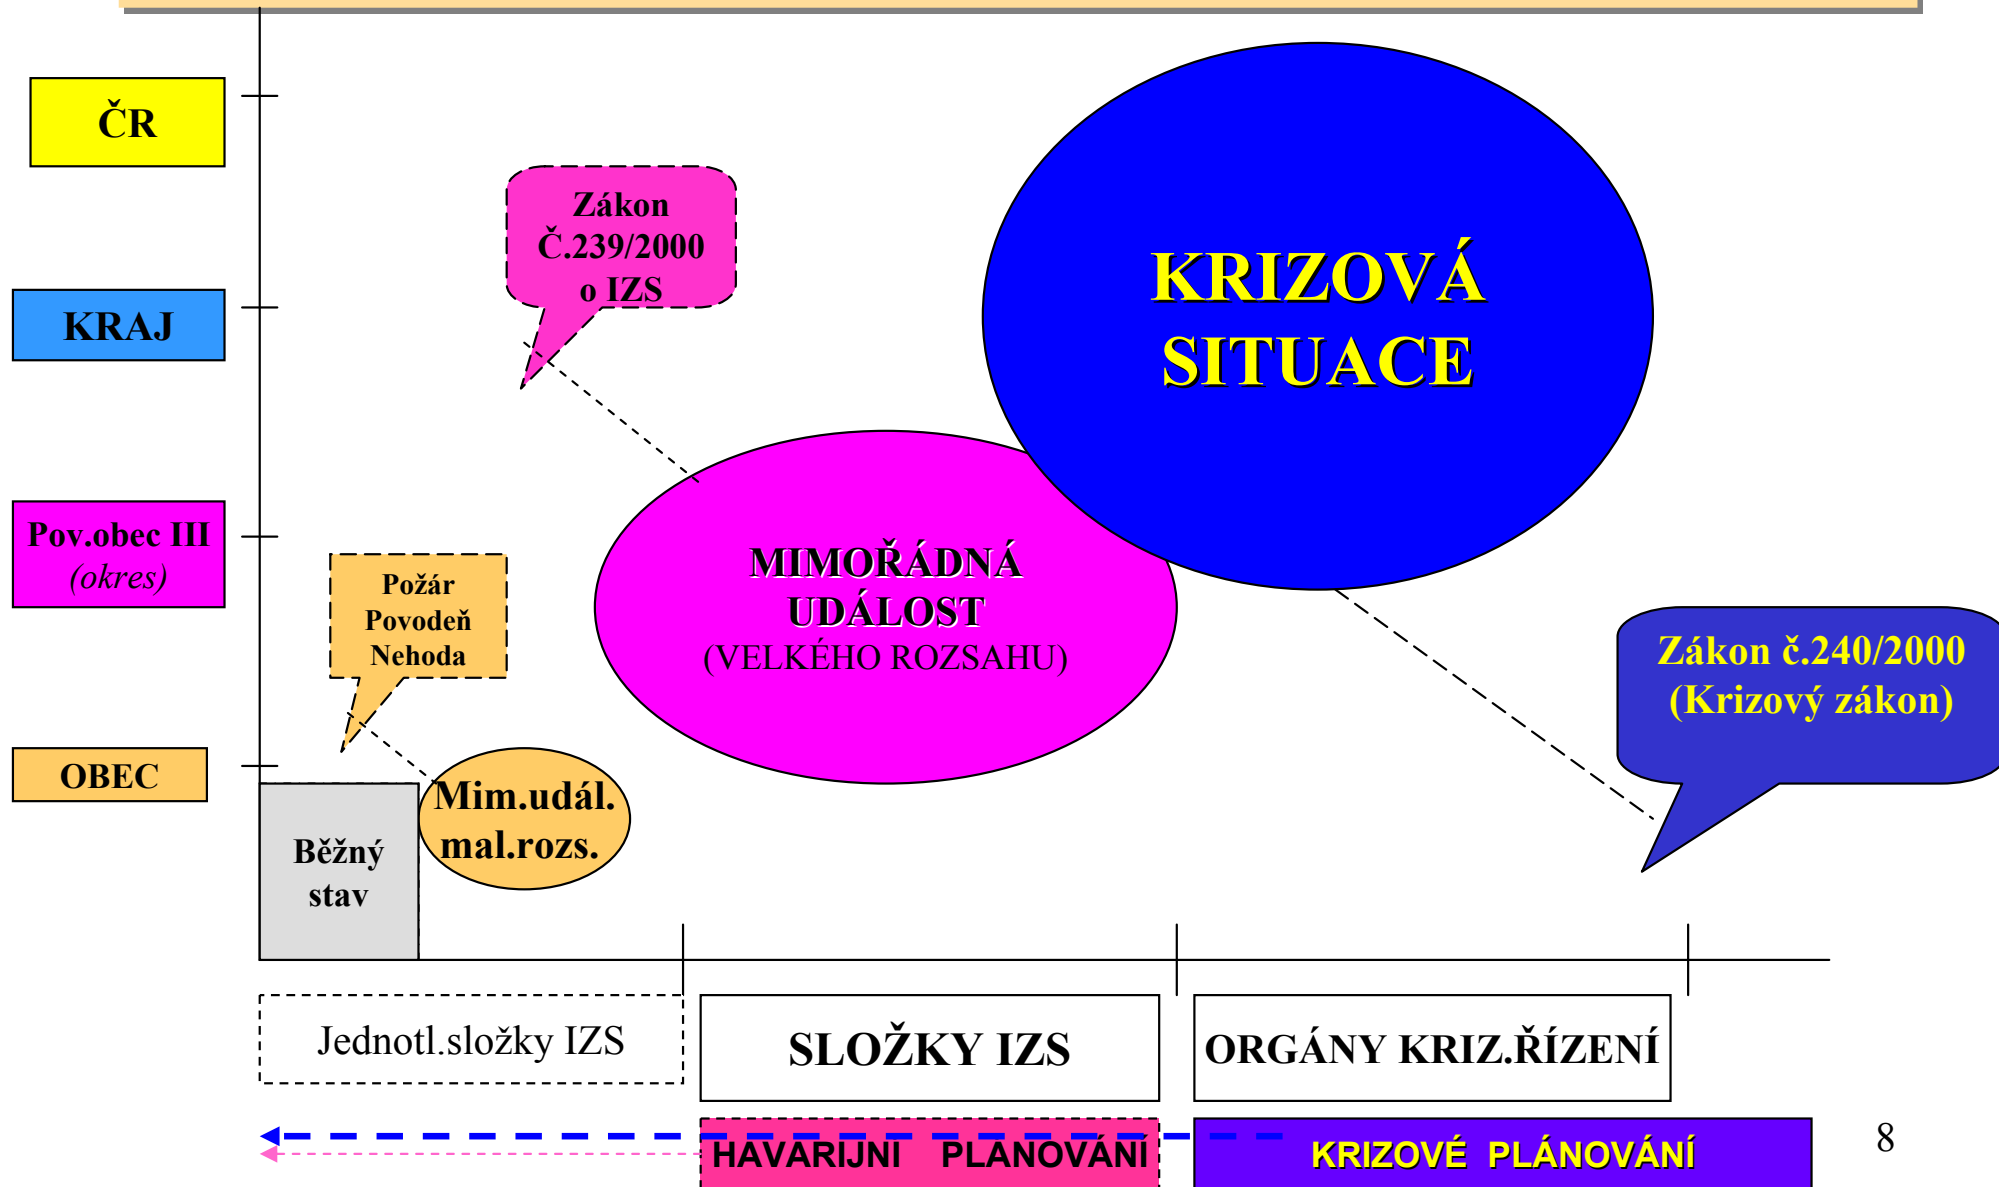 ČR
Zákon
Č.239/2000
o IZS
KRIZOVÁ
SITUACE
KRAJ
Pov.obec III
(okres)
Požár
Povodeň
Nehoda
MIMOŘÁDNÁ
UDÁLOST
(VELKÉHO ROZSAHU)
Zákon č.240/2000
(Krizový zákon)
OBEC
Mim.udál.
mal.rozs.
Běžný
stav
Jednotl.složky IZS
SLOŽKY IZS
ORGÁNY KRIZ.ŘÍZENÍ
HAVARIJNÍ PLÁNOVÁNÍ
KRIZOVÉ PLÁNOVÁNÍ
8